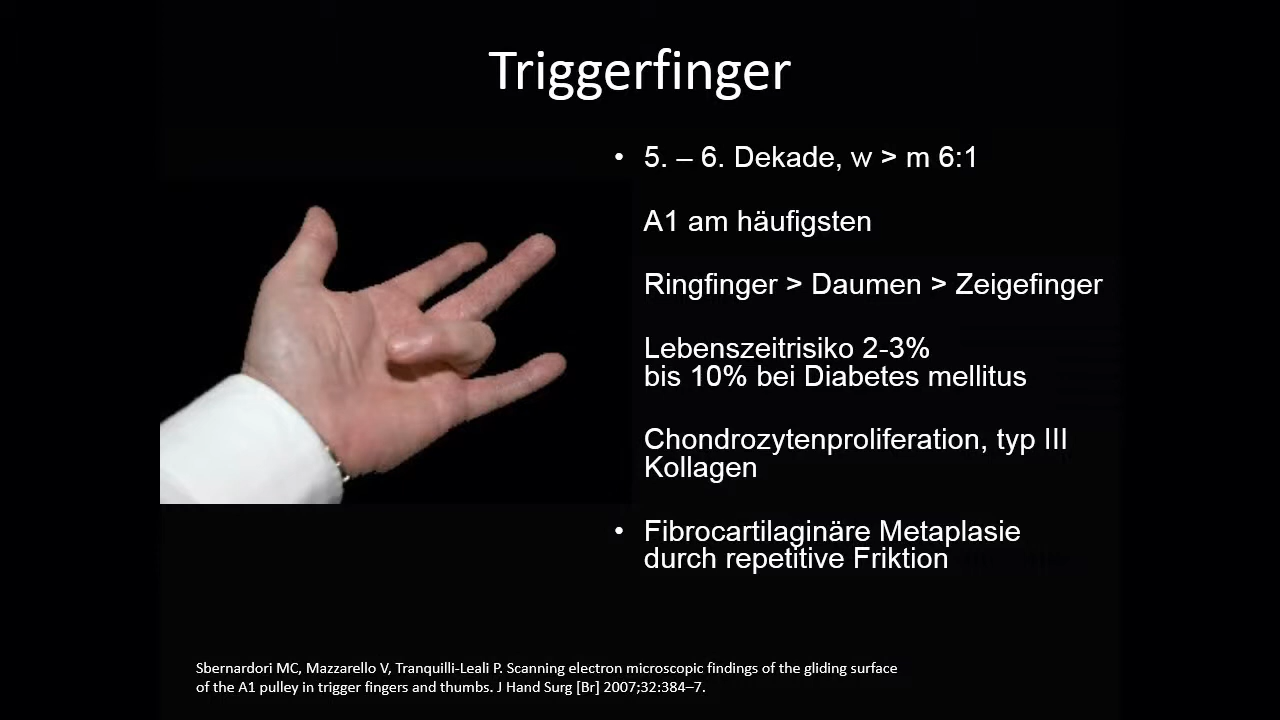 Triggerfinger
• 5. – 6. Dekade, w > m 6:1
A1 am häufigsten
Ringfinger > Daumen > Zeigefinger
Lebenszeitrisiko 2-3%
bis 10% bei Diabetes mellitus
Chondrozytenproliferation, typ III
Kollagen
• Fibrocartilaginäre Metaplasie
durch repetitive Friktion
Sbernardori MC, Mazzarello V, Tranquilli-Leali P. Scanning electron microscopic findings of the gliding surface
of the A1 pulley in trigger fingers and thumbs. J Hand Surg [Br] 2007;32:384–7.